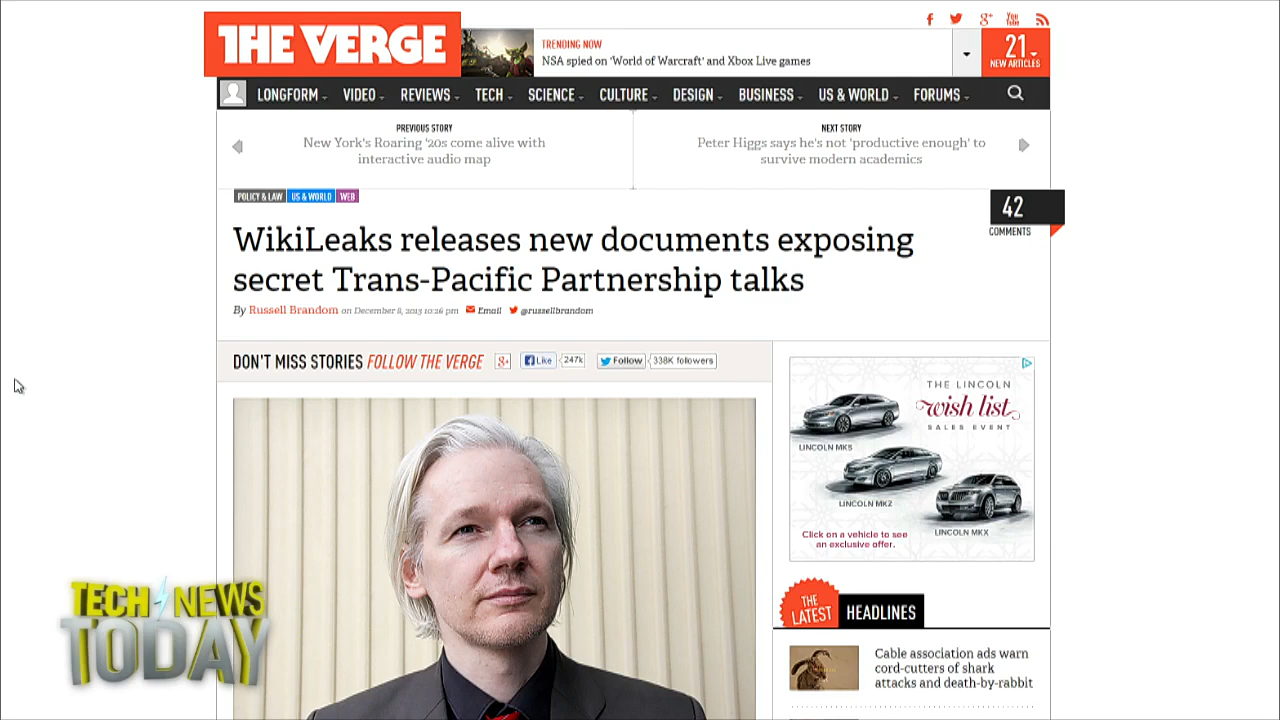 THE VERGE
TRENDING NOW
NSA spied on 'World of Warcraft' and Xbox Live games
You Tube
21
NEW ARTICLES
LONGFORM VIDEO REVIEWS TECH SCIENCE CULTURE DESIGN BUSINESS US & WORLD FORUMS
PREVIOUS STORY
New York's Roaring '20s come alive with
interactive audio map
NEXT STORY
Peter Higgs says he's not 'productive enough' to
survive modern academics
POLICY & LAW US & WORLD WEB
42
COMMENTS
WikiLeaks releases new documents exposing
secret Trans-Pacific Partnership talks
By Russell Brandom on December 8, 2013 10:26 pm Email @russellbrandom
DON'T MISS STORIES FOLLOW THE VERGE
Like 247k Follow 338K followers
THE LINCOLN
wish list
SALES EVENT
LINCOLN MKS
LINCOLN MKZ
LINCOLN MKX
Click on a vehicle to see
an exclusive offer.
THE LATEST
HEADLINES
Cable association ads warn
cord-cutters of shark
attacks and death-by-rabbit
TECH NEWS
TODAY